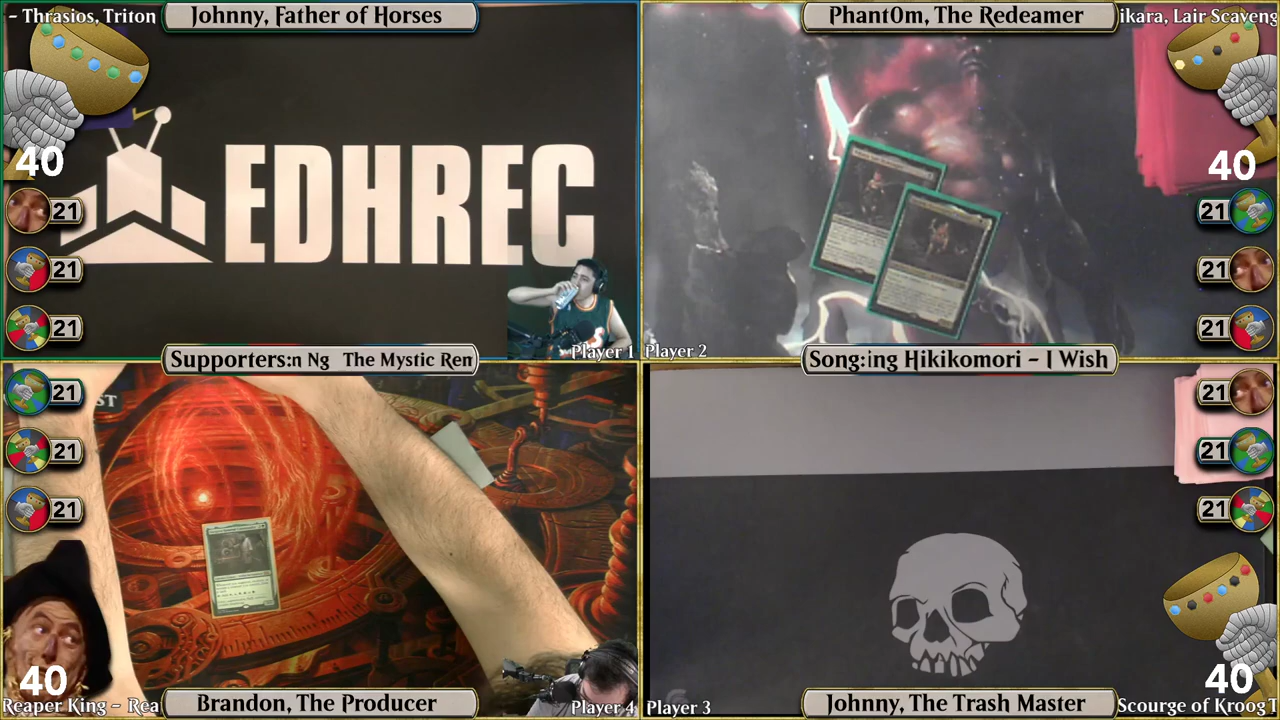 – Thrasios, Triton
Johnny, Father of Horses
40
EDHREC
21
21
21
Player 1
Supporters:n Ng The Mystic Ren
PhantOm, The Redeamer
ikara, Lair Scaveng
40
21
21
21
Player 2
Song:ing Hikikomori – I Wish
21
21
21
ST
40
Reaper King – Rea
Brandon, The Producer
Player 4
21
21
21
40
Player 3
Johnny, The Trash Master
Scourge of KroogT